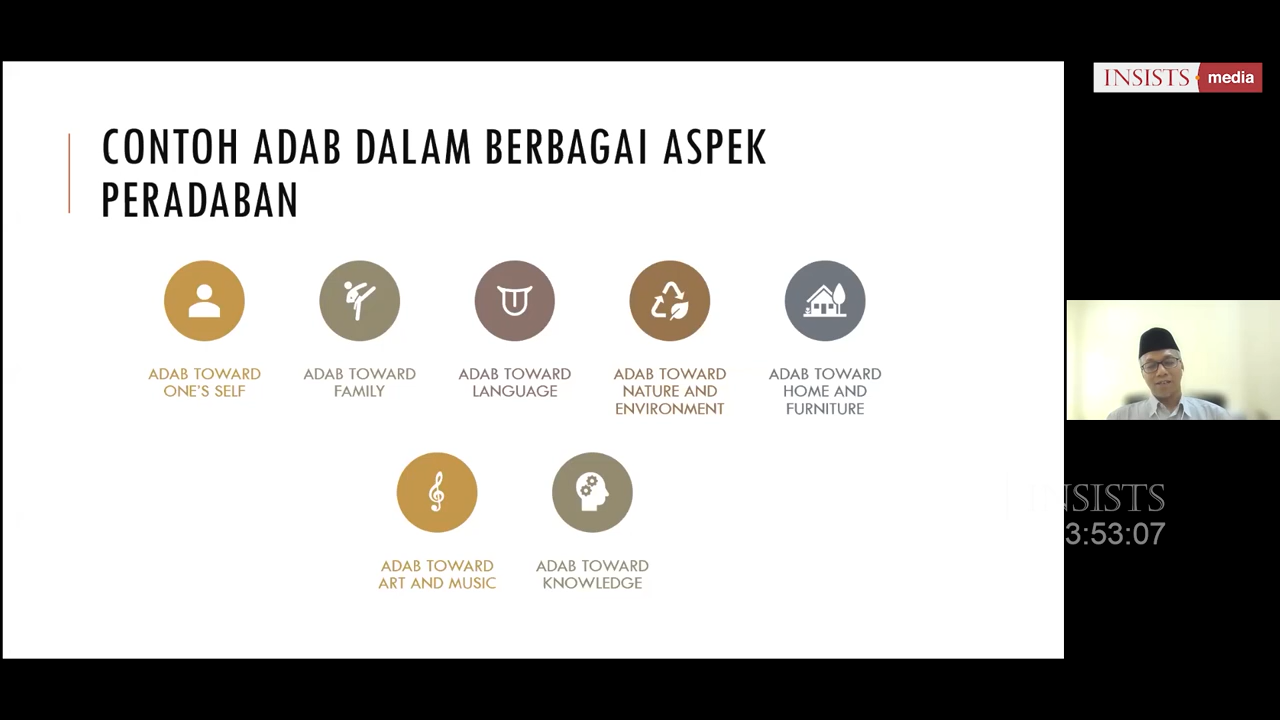 INSISTS media
CONTOH ADAB DALAM BERBAGAI ASPEK
PERADABAN
ADAB TOWARD
ONE'S SELF
ADAB TOWARD
FAMILY
ADAB TOWARD
LANGUAGE
ADAB TOWARD
NATURE AND
ENVIRONMENT
ADAB TOWARD
HOME AND
FURNITURE
ADAB TOWARD
ART AND MUSIC
ADAB TOWARD
KNOWLEDGE
INSISTS
3:53:07